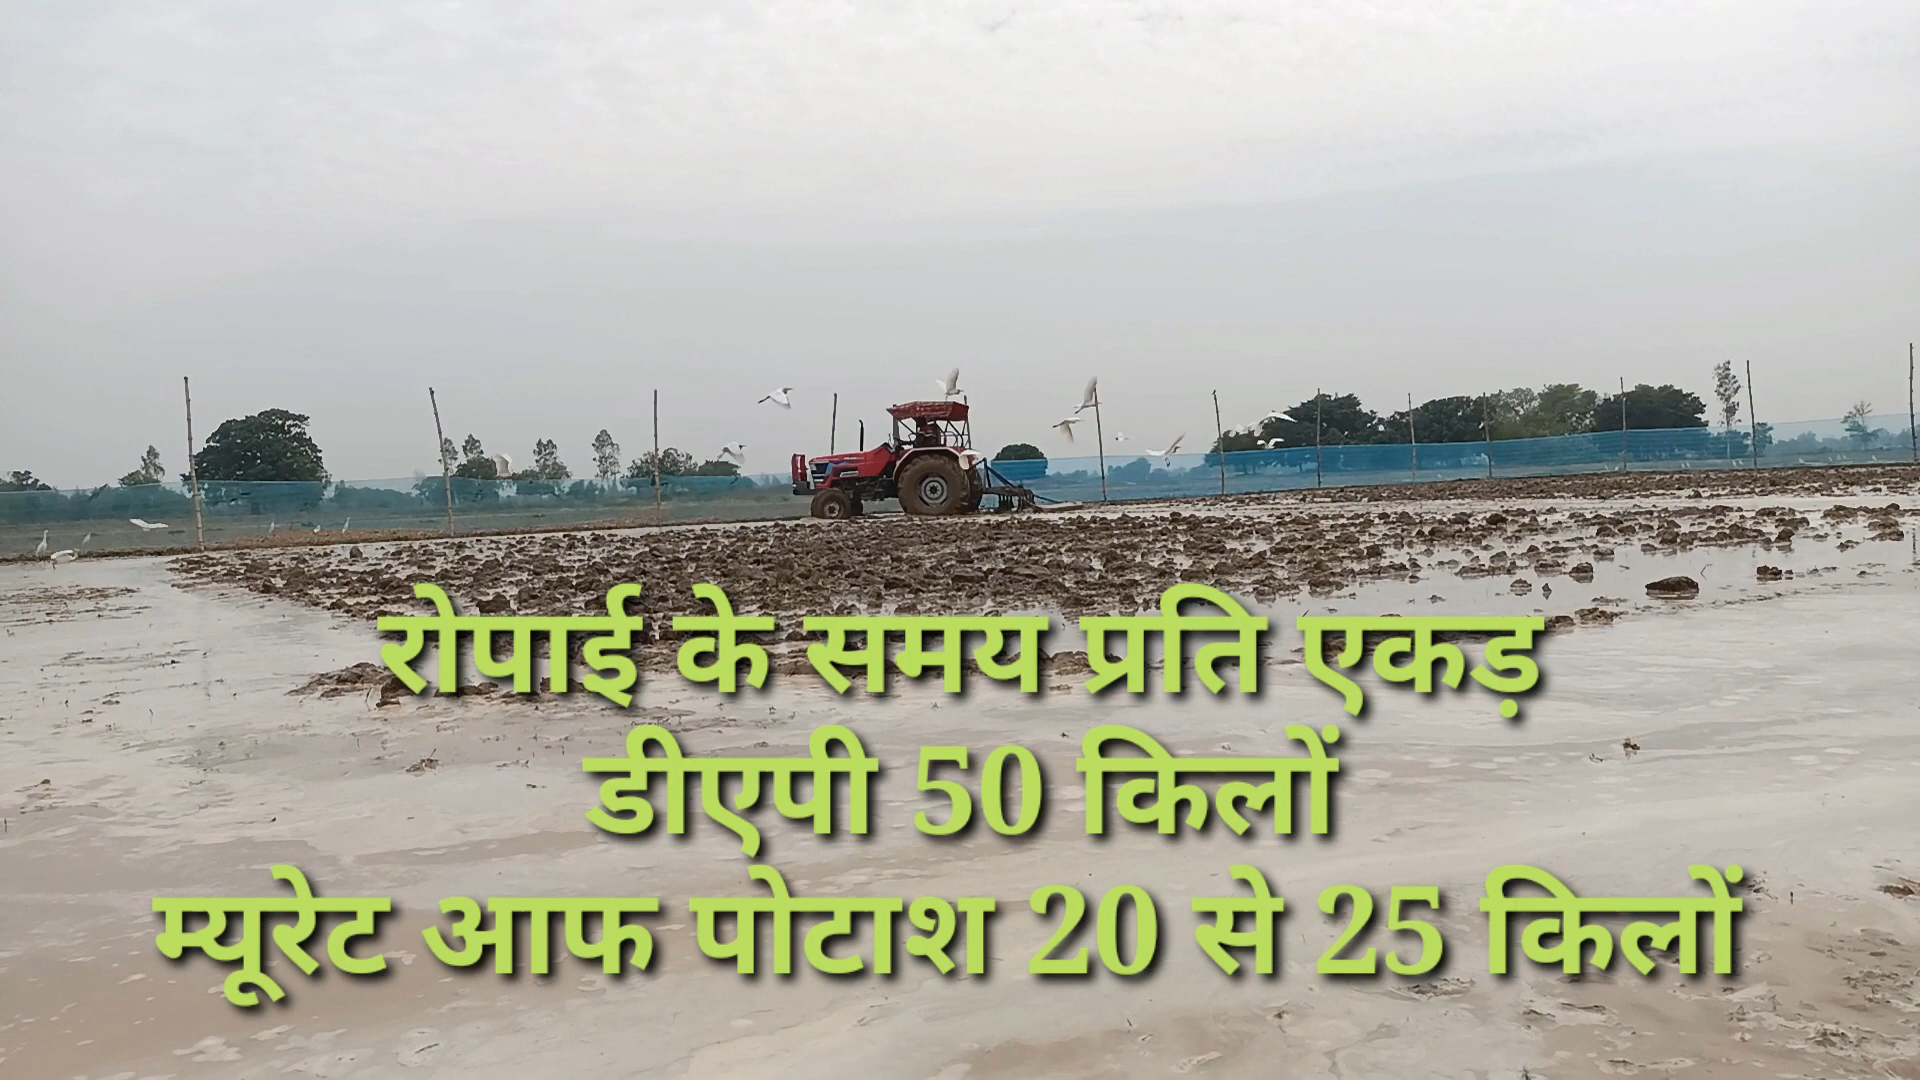 रोपाई के समय प्रति एकड़
डीएपी 50 किलों
म्यूरेट आफ पोटाश 20 से 25 किलों